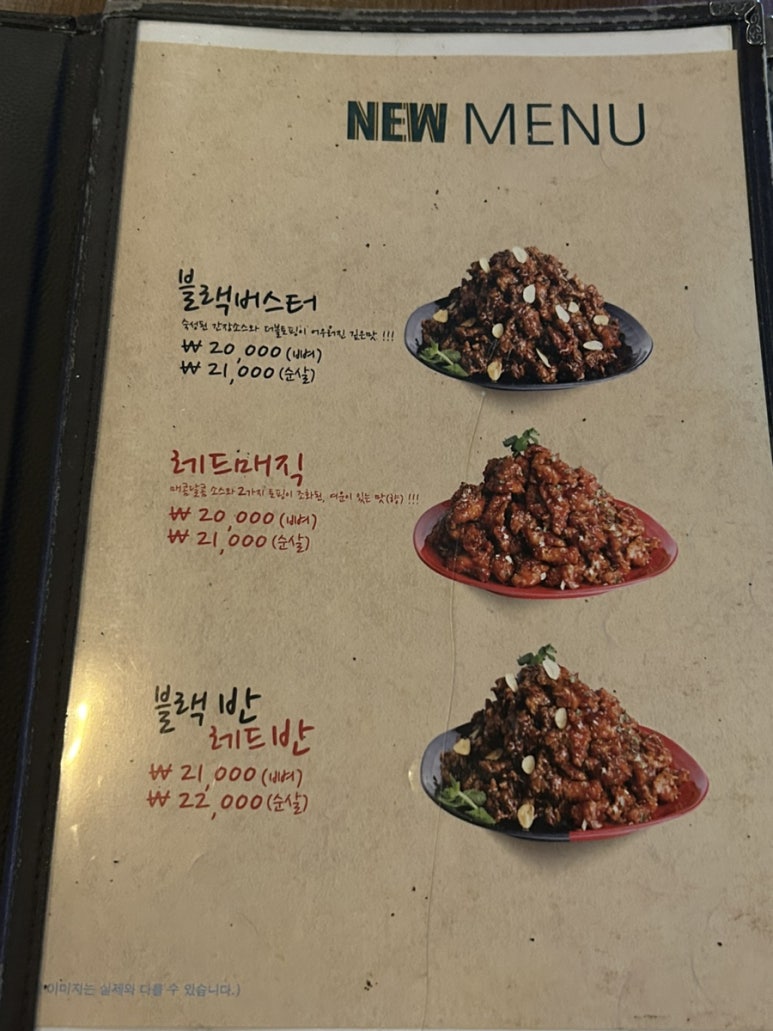 NEW MENU
블랙버스터
숙성된 간장소스와 더블토핑이 어우러진 깊은맛 !!!
₩ 20,000 (뼈)
₩ 21,000 (순살)
레드매직
매콤달콤 소스와 2가지 토핑이 조화된, 여운이 있는 맛(향) !!!
₩ 20,000 (뼈)
₩ 21,000 (순살)
블랙 반
레드반
₩ 21,000 (뼈)
₩ 22,000 (순살)
이미지는 실제와 다를 수 있습니다.)